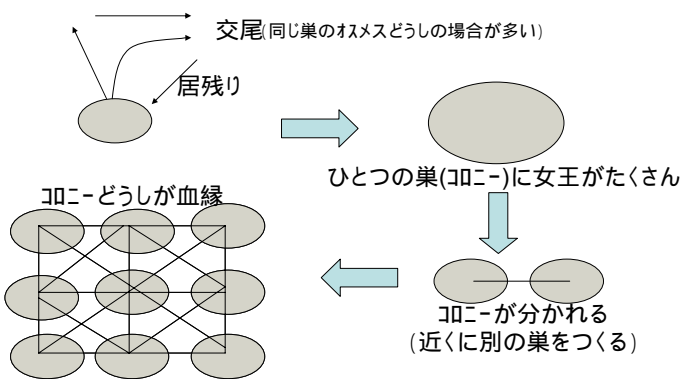 交尾(同じ巣のｵｽメスどうしの場合が多い)
居残り
ひとつの巣(ｺﾛﾆｰ)に女王がたくさん
ｺﾛﾆｰどうしが血縁
ｺﾛﾆｰが分かれる
(近くに別の巣をつくる)